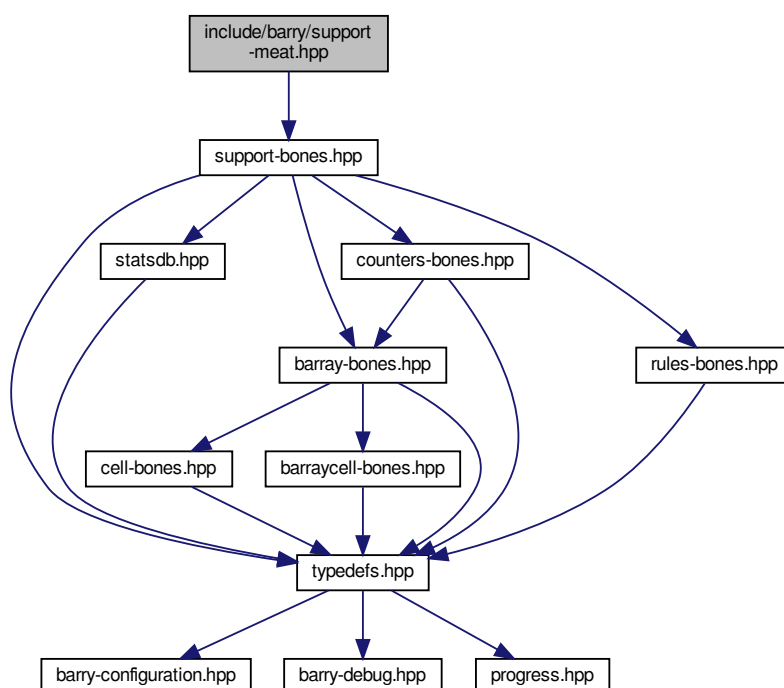 include/barry/support
-meat.hpp
support-bones.hpp
statsdb.hpp
counters-bones.hpp
barray-bones.hpp
rules-bones.hpp
cell-bones.hpp
barraycell-bones.hpp
typedefs.hpp
barry-configuration.hpp
barry-debug.hpp
progress.hpp